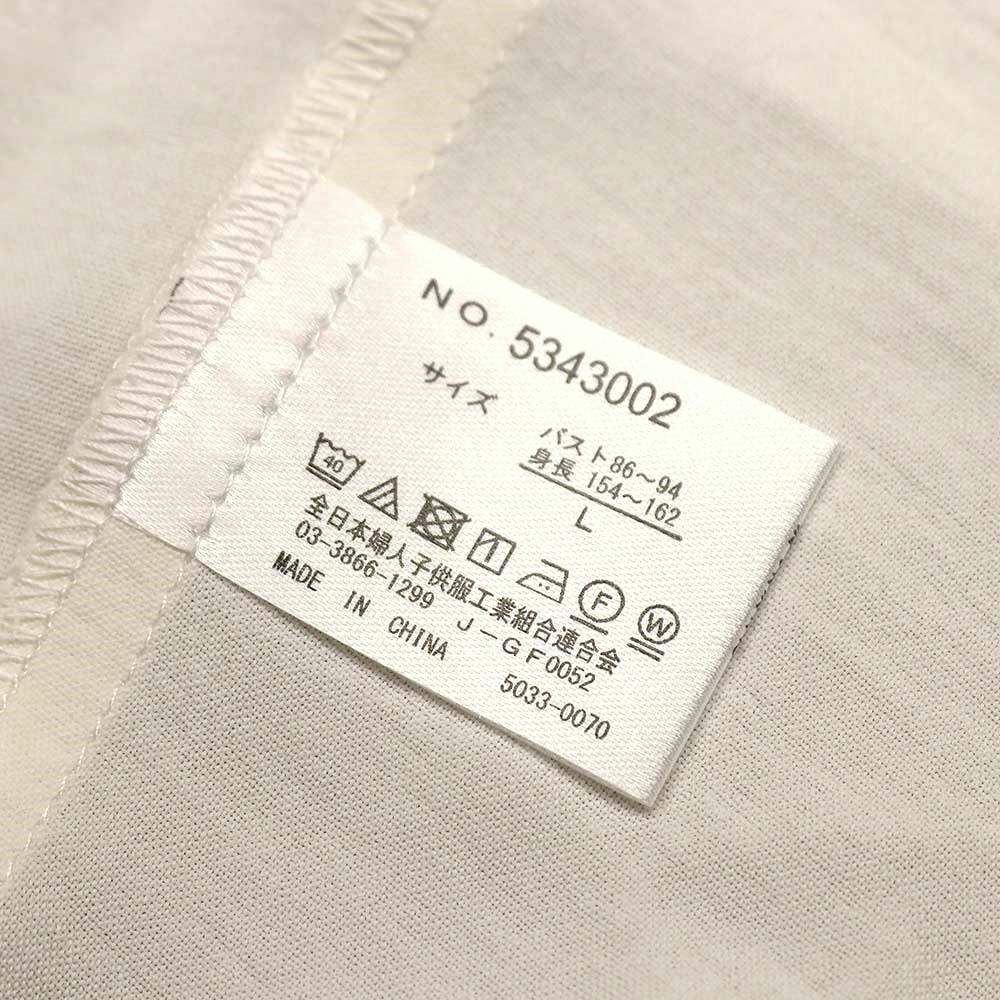 NO. 5343002
サイズ
バスト86～94
身長 154～162
L
40
F
W
全日本婦人子供服工業組合連合会
03-3866-1299 J-GF0052
MADE IN CHINA
5033-0070